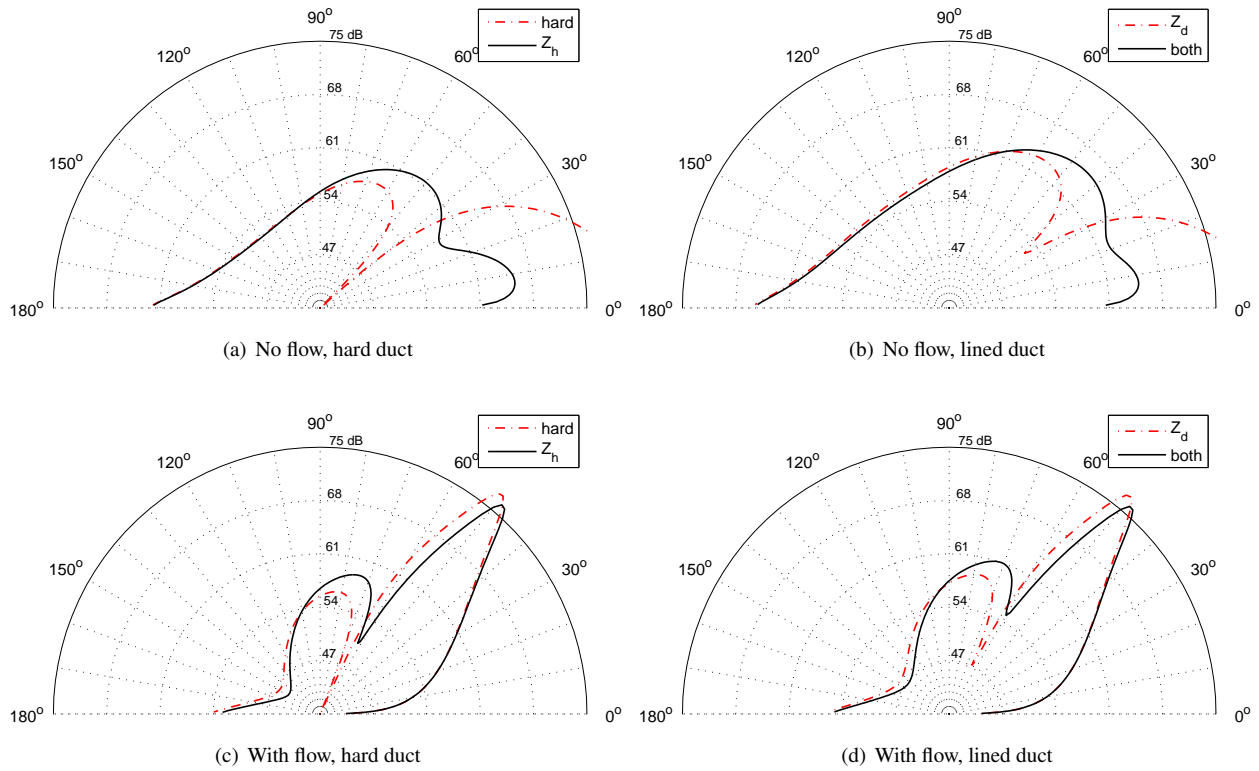 90°
75 dB
hard
Z_h
120°
60°
68
61
150°
30°
54
47
180°
0°
(a) No flow, hard duct
90°
75 dB
Z_d
both
120°
60°
68
61
150°
30°
54
47
180°
0°
(b) No flow, lined duct
90°
75 dB
hard
Z_h
120°
60°
68
61
150°
30°
54
47
180°
0°
(c) With flow, hard duct
90°
75 dB
Z_d
both
120°
60°
68
61
150°
30°
54
47
180°
0°
(d) With flow, lined duct